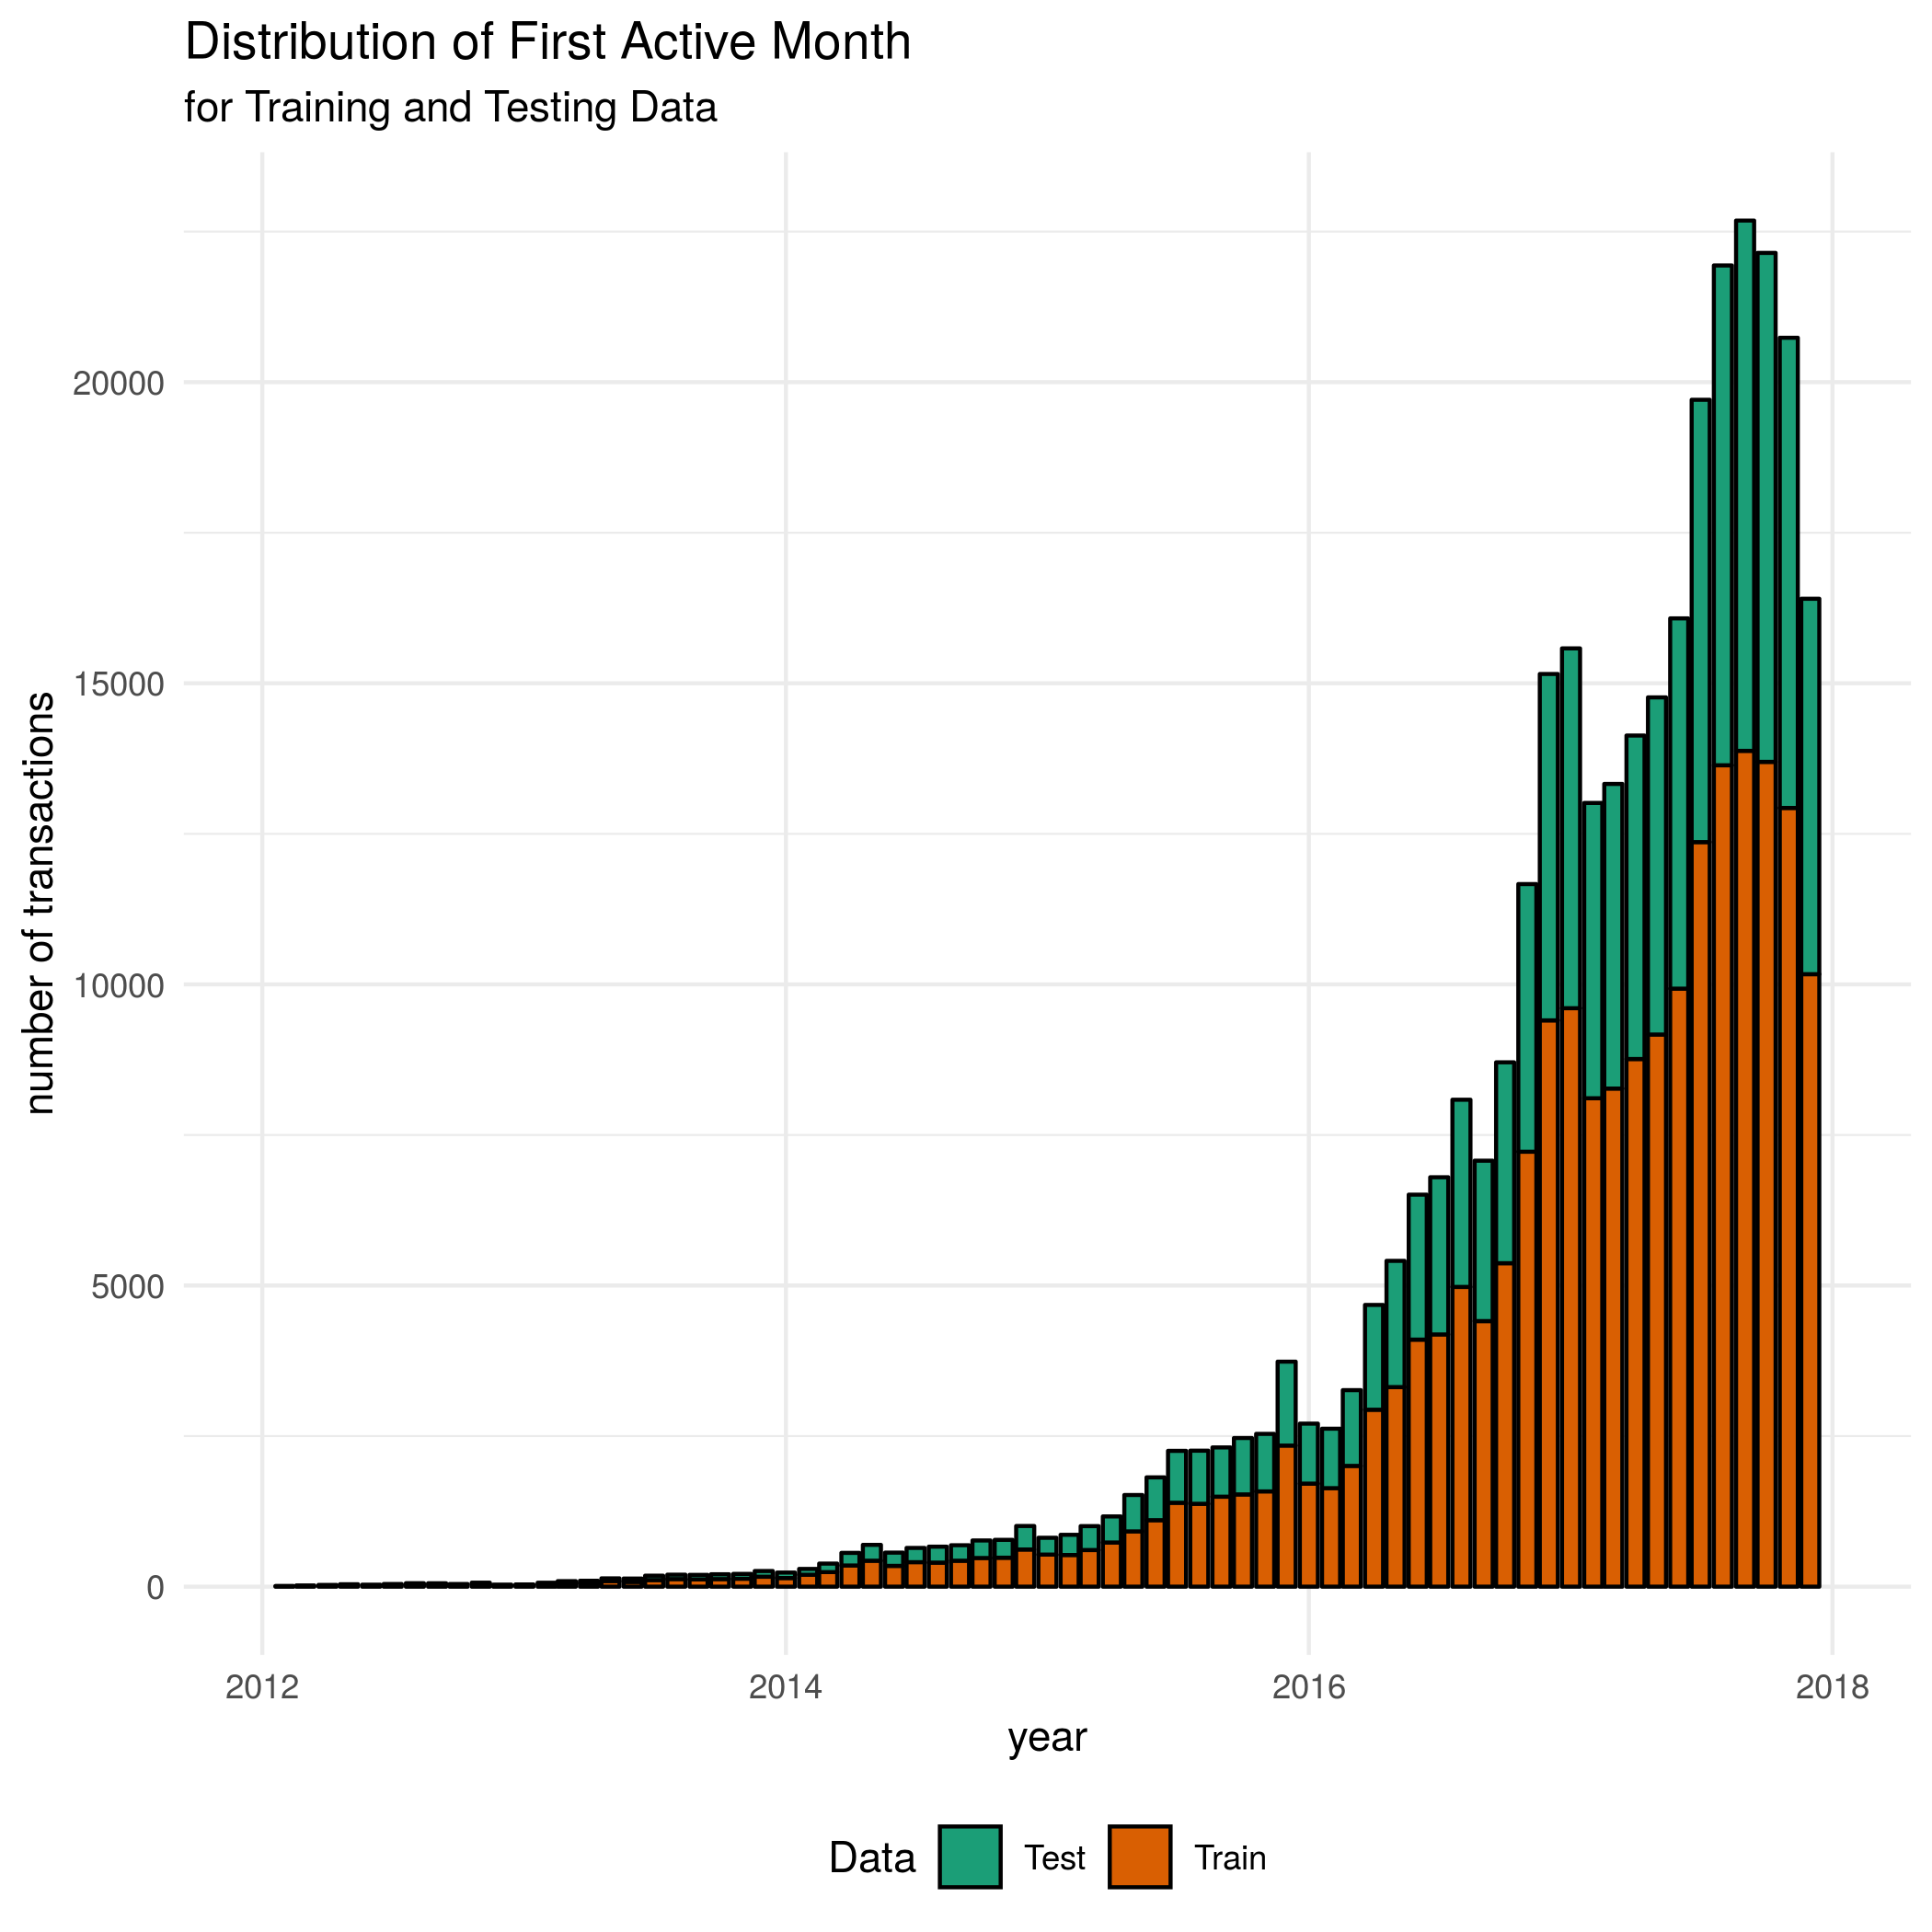 Distribution of First Active Month
for Training and Testing Data
number of transactions
20000
15000
10000
5000
0
2012 2014 2016 2018
year
Data Test Train